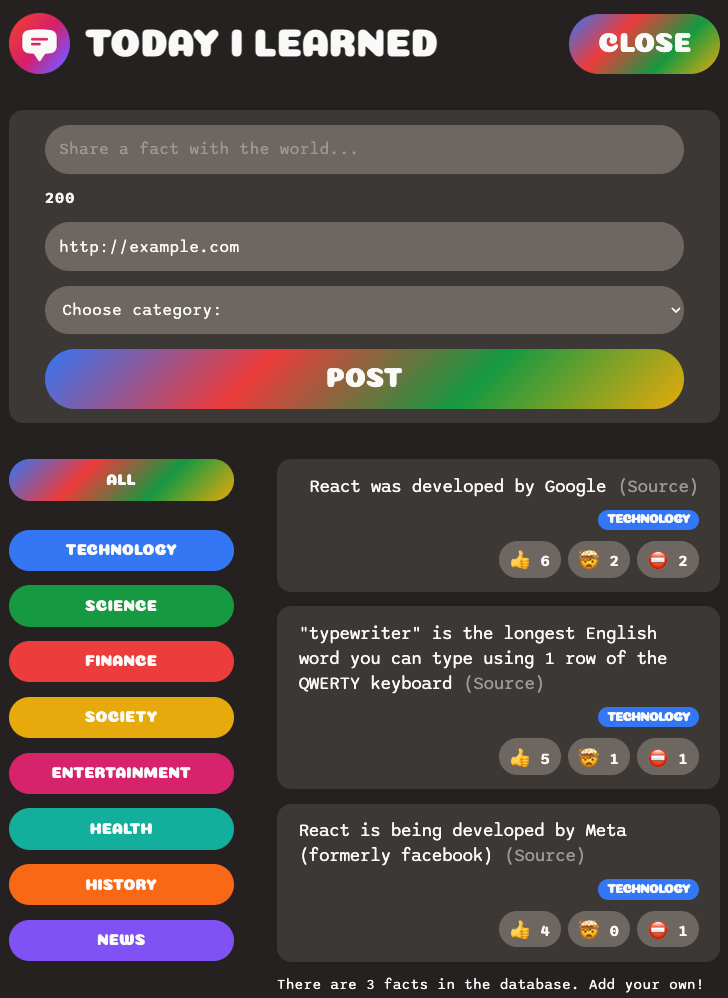 TODAY I LEARNED
CLOSE
Share a fact with the world...
200
http://example.com
Choose category:
POST
ALL
TECHNOLOGY
SCIENCE
FINANCE
SOCIETY
ENTERTAINMENT
HEALTH
HISTORY
NEWS
React was developed by Google (Source)
TECHNOLOGY
👍 6 🤯 2 ⛔ 2
"typewriter" is the longest English
word you can type using 1 row of the
QWERTY keyboard (Source)
TECHNOLOGY
👍 5 🤯 1 ⛔ 1
React is being developed by Meta
(formerly facebook) (Source)
TECHNOLOGY
👍 4 🤯 0 ⛔ 1
There are 3 facts in the database. Add your own!